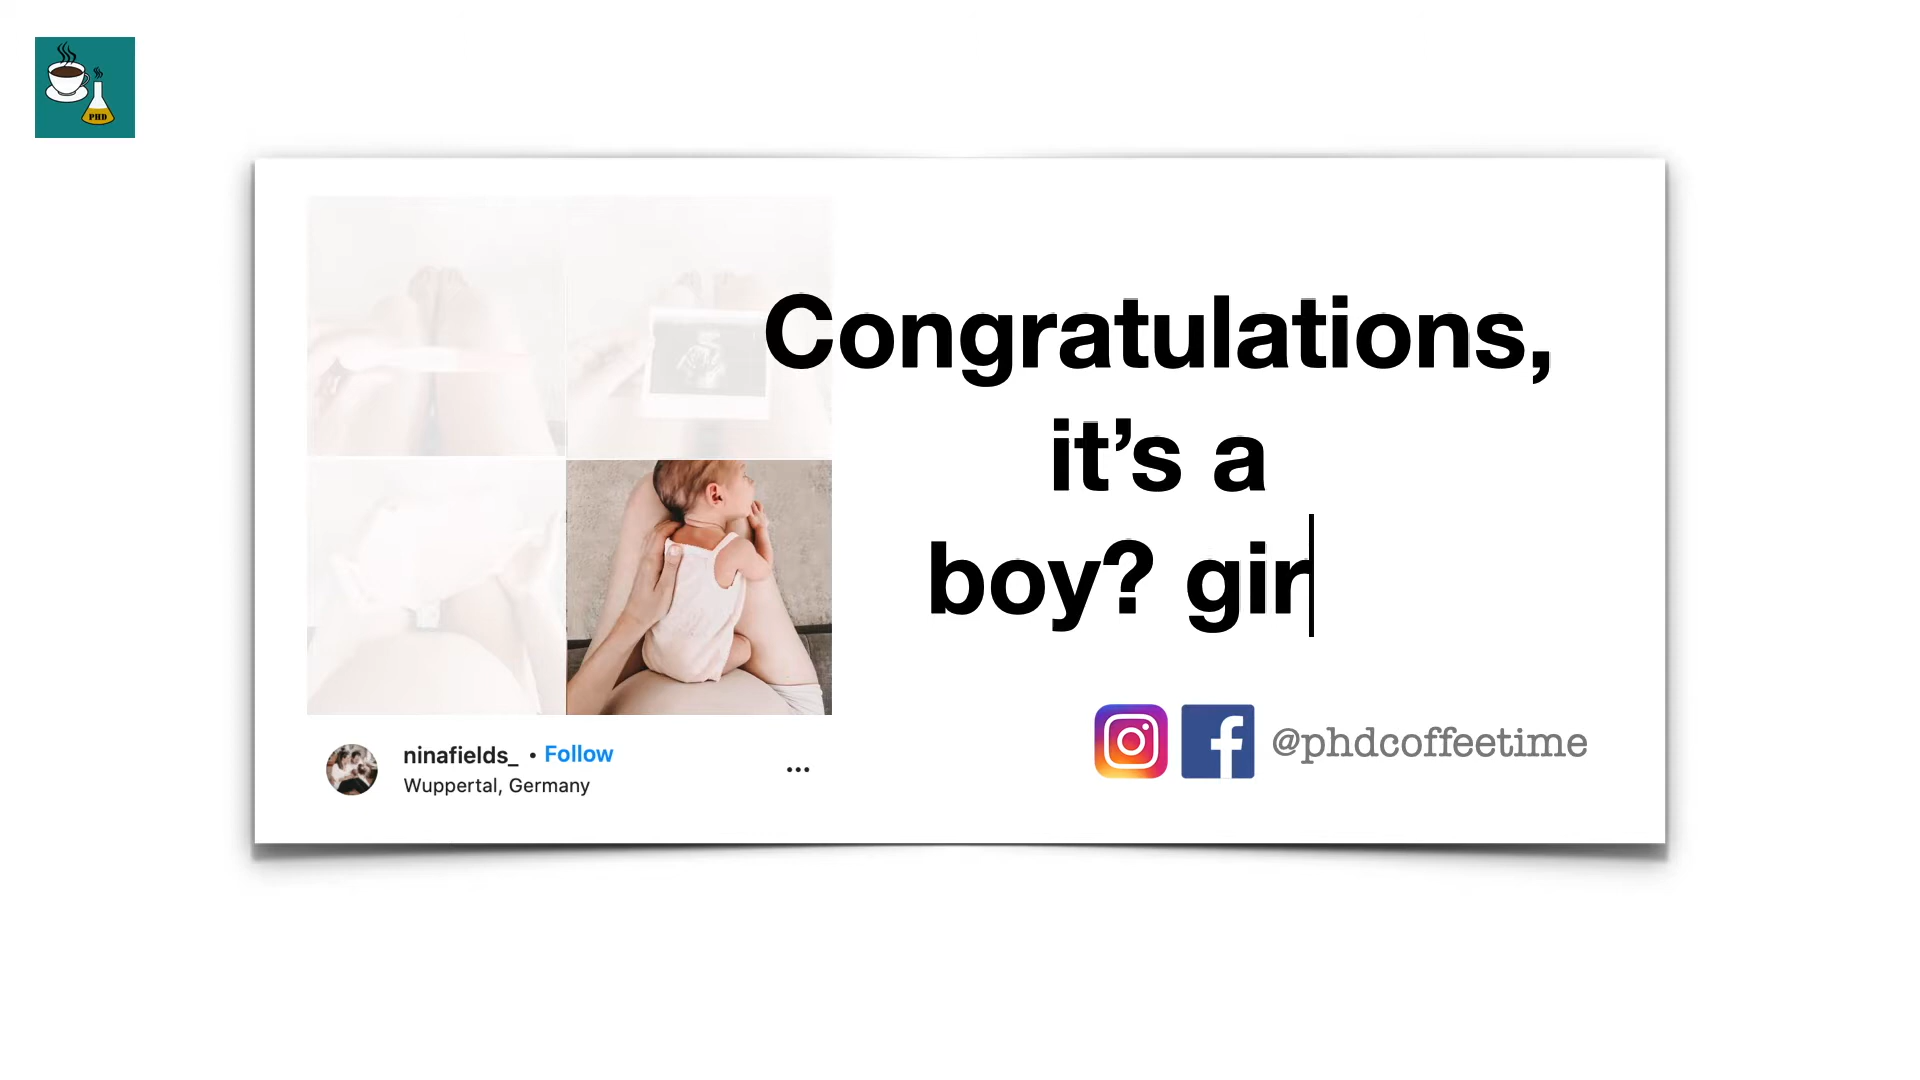 PHD
Congratulations,
it’s a
boy? gir
ninafields_ • Follow
Wuppertal, Germany
@phdcoffeetime